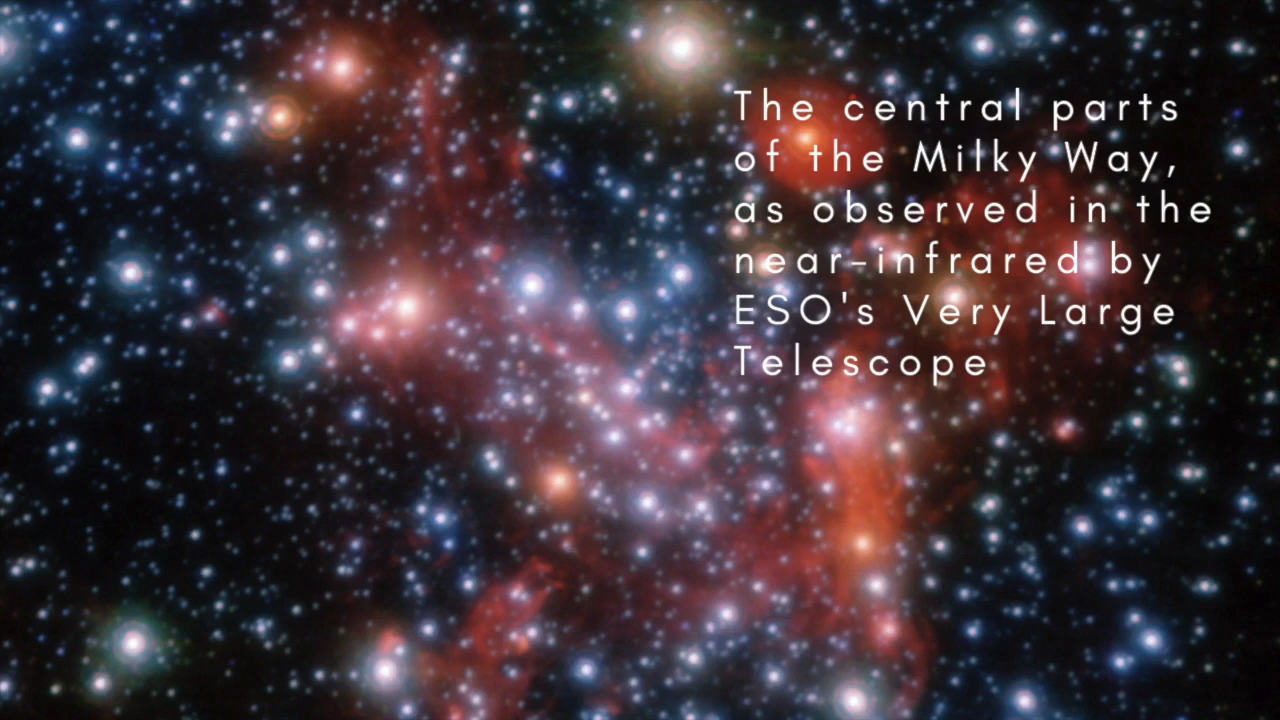 The central parts
of the Milky Way,
as observed in the
near-infrared by
ESO's Very Large
Telescope